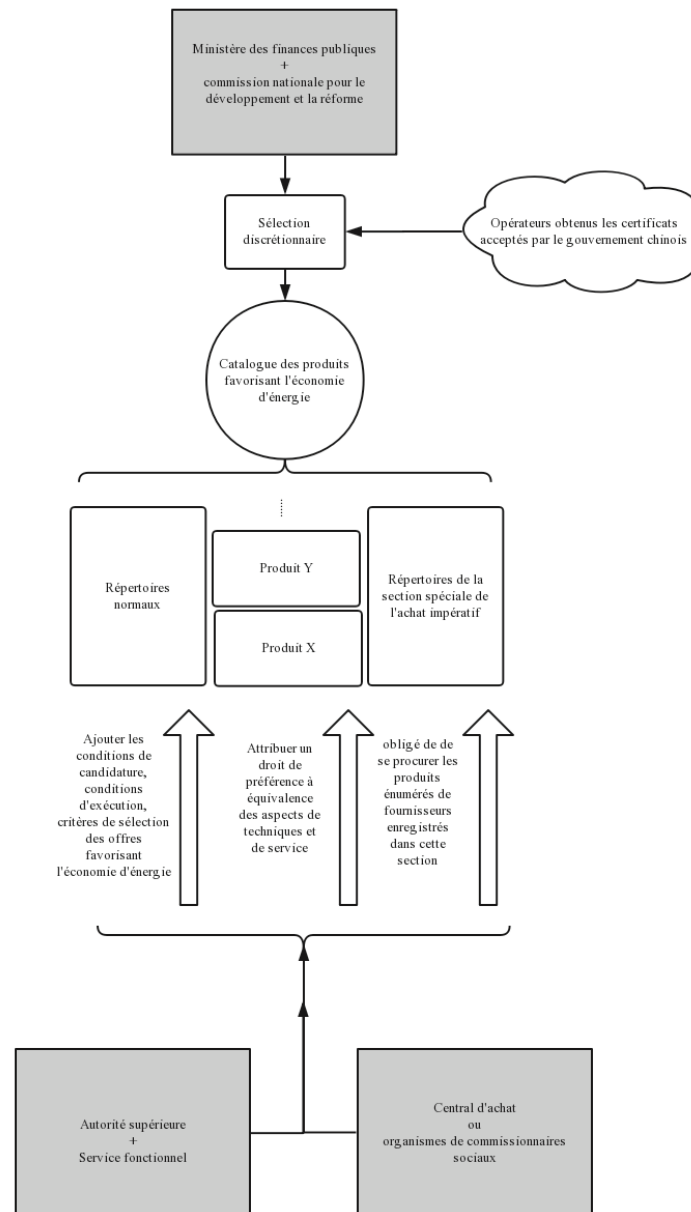 Ministère des finances publiques
+
commission nationale pour le
développement et la réforme
Sélection
discrétionnaire
Opérateurs obtenus les certificats
acceptés par le gouvernement chinois
Catalogue des produits
favorisant l'économie
d'énergie
Répertoires
normaux
Produit Y
Produit X
Répertoires de la
section spéciale de
l'achat impératif
Ajouter les
conditions de
candidature,
conditions
d'exécution,
critères de sélection
des offres
favorisant
l'économie d'énergie
Attribuer un
droit de
préférence à
équivalence
des aspects de
techniques et
de service
obligé de de
se procurer les
produits
énumérés de
fournisseurs
enregistrés
dans cette
section
Autorité supérieure
+
Service fonctionnel
Central d'achat
ou
organismes de commissionnaires
sociaux